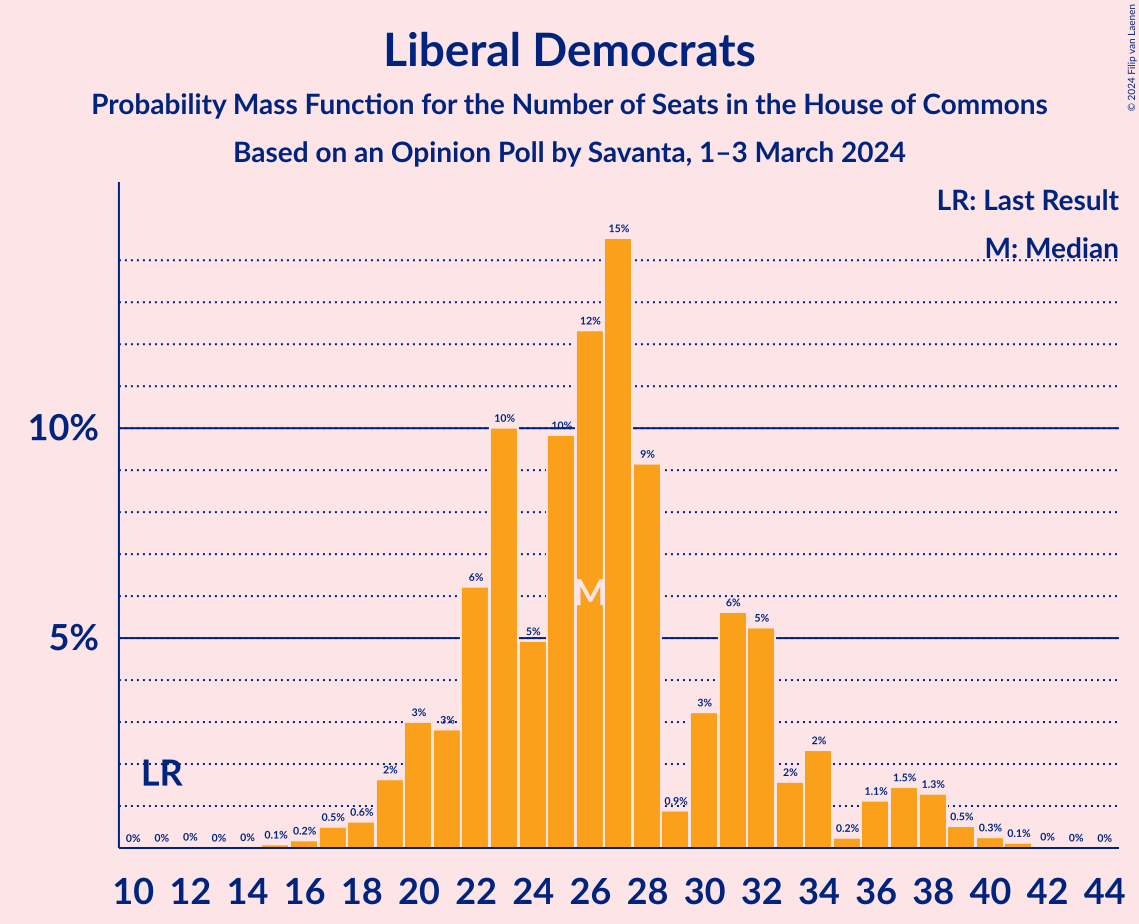 © 2024 Filip van Laenen
Liberal Democrats
Probability Mass Function for the Number of Seats in the House of Commons
Based on an Opinion Poll by Savanta, 1–3 March 2024
LR: Last Result
M: Median
15%
12%
10%
10%
10%
9%
M
6%
6%
5%
5%
5%
3%
3%
3%
LR
2%
2%
2%
0% 0% 0% 0% 0% 0.1% 0.2% 0.5% 0.6% 0.9% 0.2% 1.1% 1.5% 1.3% 0.5% 0.3% 0.1% 0% 0% 0%
10 12 14 16 18 20 22 24 26 28 30 32 34 36 38 40 42 44